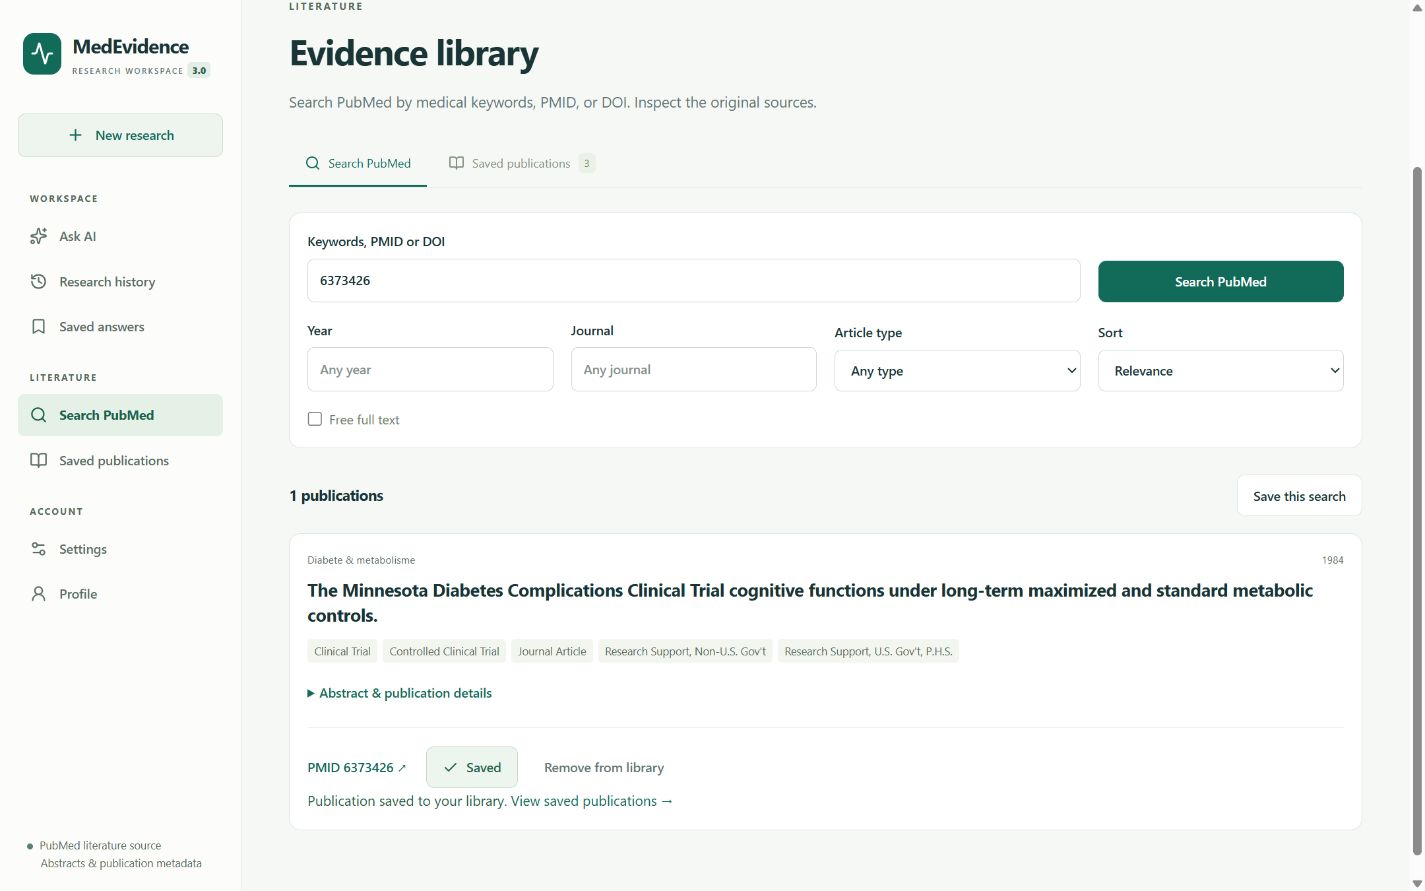 MedEvidence
RESEARCH WORKSPACE 3.0
New research
WORKSPACE
Ask AI
Research history
Saved answers
LITERATURE
Search PubMed
Saved publications
ACCOUNT
Settings
Profile
PubMed literature source
Abstracts & publication metadata
LITERATURE
Evidence library
Search PubMed by medical keywords, PMID, or DOI. Inspect the original sources.
Search PubMed
Saved publications 3
Keywords, PMID or DOI
6373426
Search PubMed
Year
Journal
Article type
Sort
Any year
Any journal
Any type
Relevance
Free full text
1 publications
Save this search
Diabete & metabolisme
1984
The Minnesota Diabetes Complications Clinical Trial cognitive functions under long-term maximized and standard metabolic
controls.
Clinical Trial
Controlled Clinical Trial
Journal Article
Research Support, Non-U.S. Gov't
Research Support, U.S. Gov't, P.H.S.
▶ Abstract & publication details
PMID 6373426 ↗
Saved
Remove from library
Publication saved to your library. View saved publications →